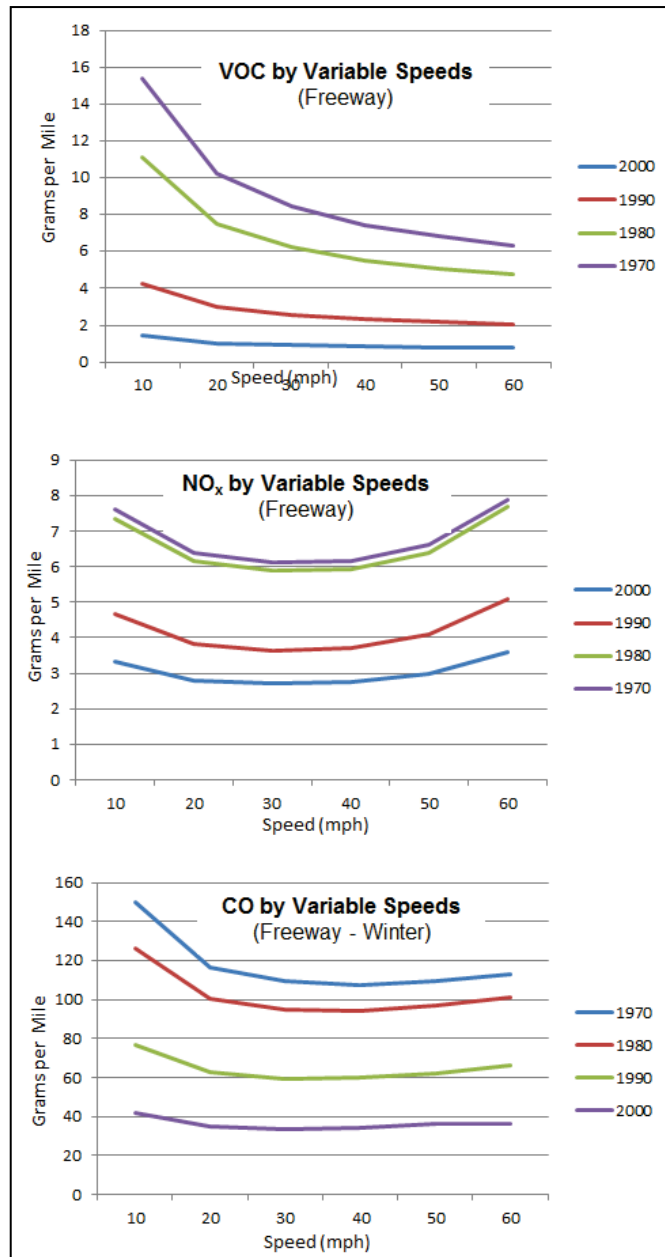 VOC by Variable Speeds
(Freeway)
Grams per Mile
18
16
14
12
10
8
6
4
2
0
10 20 30 40 50 60
Speed (mph)
2000
1990
1980
1970
NOx by Variable Speeds
(Freeway)
Grams per Mile
9
8
7
6
5
4
3
2
1
0
10 20 30 40 50 60
Speed (mph)
2000
1990
1980
1970
CO by Variable Speeds
(Freeway - Winter)
Grams per Mile
160
140
120
100
80
60
40
20
0
10 20 30 40 50 60
Speed (mph)
1970
1980
1990
2000